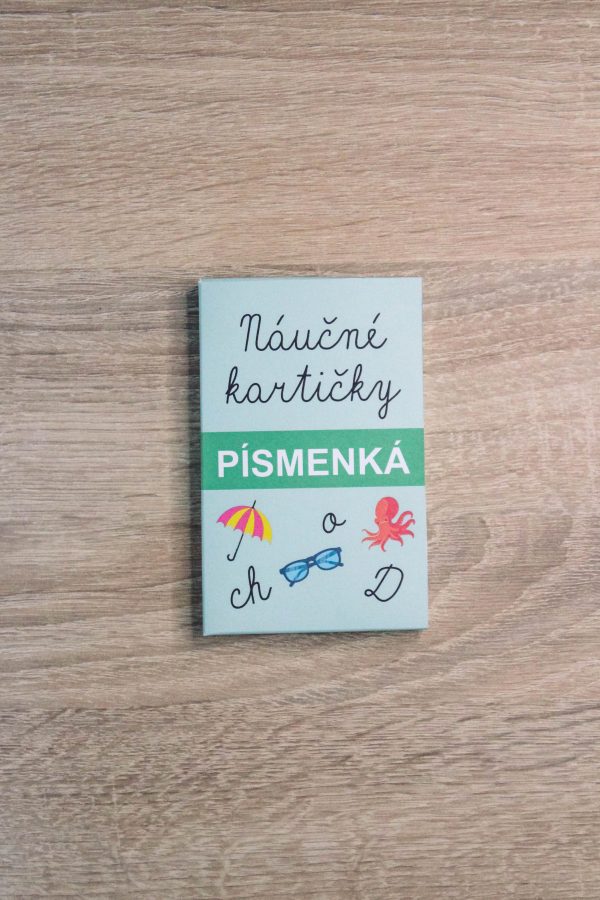 Náučné
kartičky
PÍSMENKÁ
o
ch
D